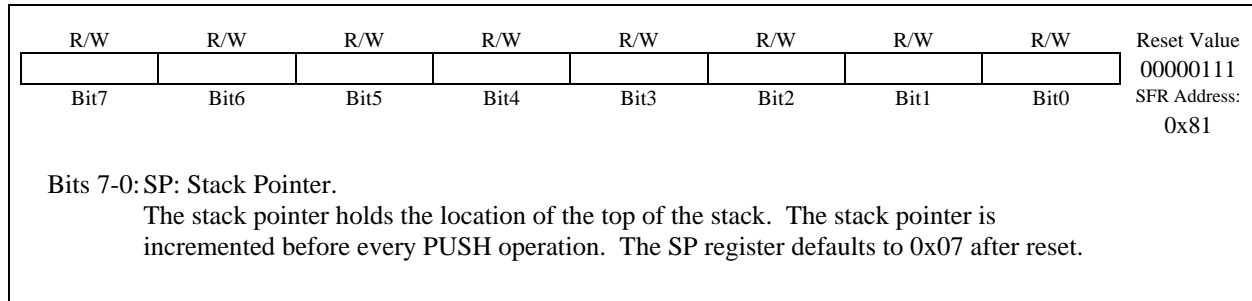 R/W R/W R/W R/W R/W R/W R/W R/W Reset Value
00000111
Bit7 Bit6 Bit5 Bit4 Bit3 Bit2 Bit1 Bit0 SFR Address:
0x81
Bits 7-0: SP: Stack Pointer.
The stack pointer holds the location of the top of the stack. The stack pointer is
incremented before every PUSH operation. The SP register defaults to 0x07 after reset.